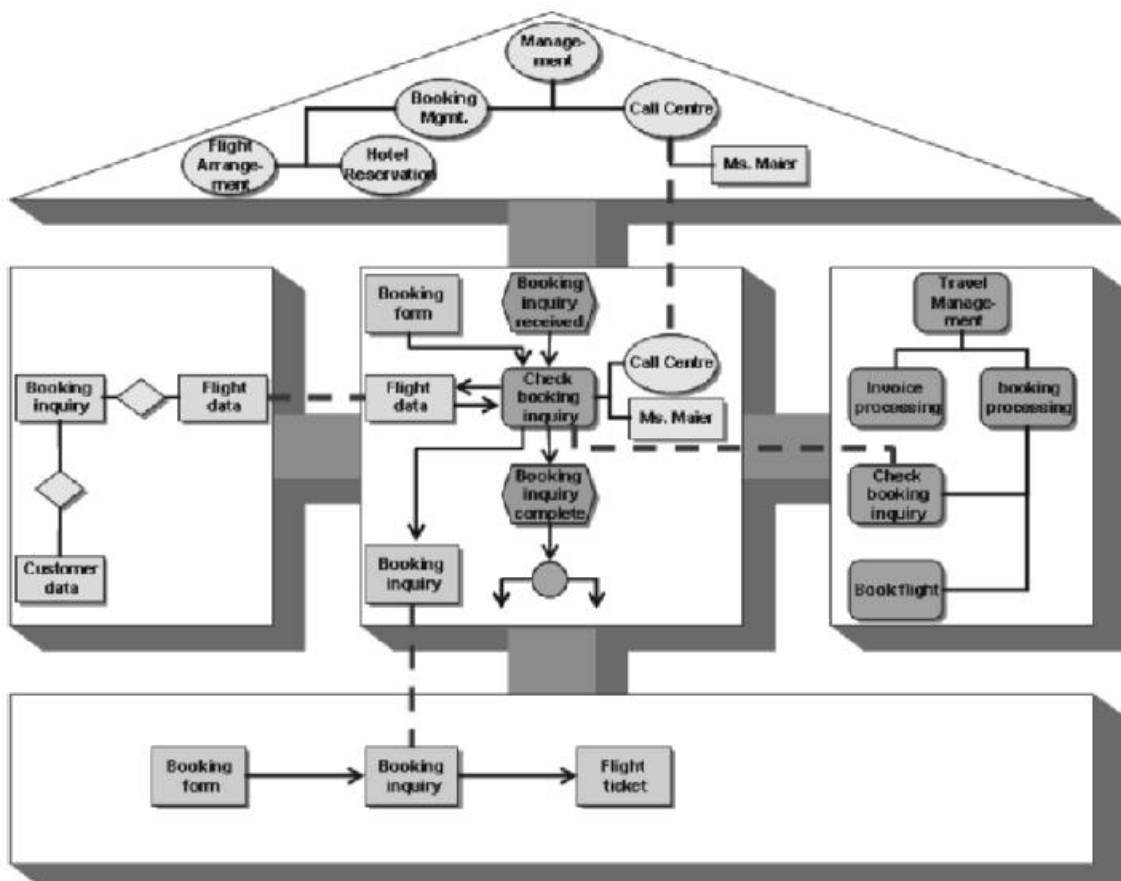 Manage-
ment
Booking
Mgmt.
Call Centre
Flight
Arrange-
ment
Hotel
Reservation
Ms. Maier
Booking
inquiry
Flight
data
Customer
data
Booking
form
Booking
inquiry
received
Flight
data
Check
booking
inquiry
Call Centre
Ms. Maier
Booking
inquiry
complete
Booking
inquiry
Travel
Manage-
ment
Invoice
processing
booking
processing
Check
booking
inquiry
Book flight
Booking
form
Booking
inquiry
Flight
ticket